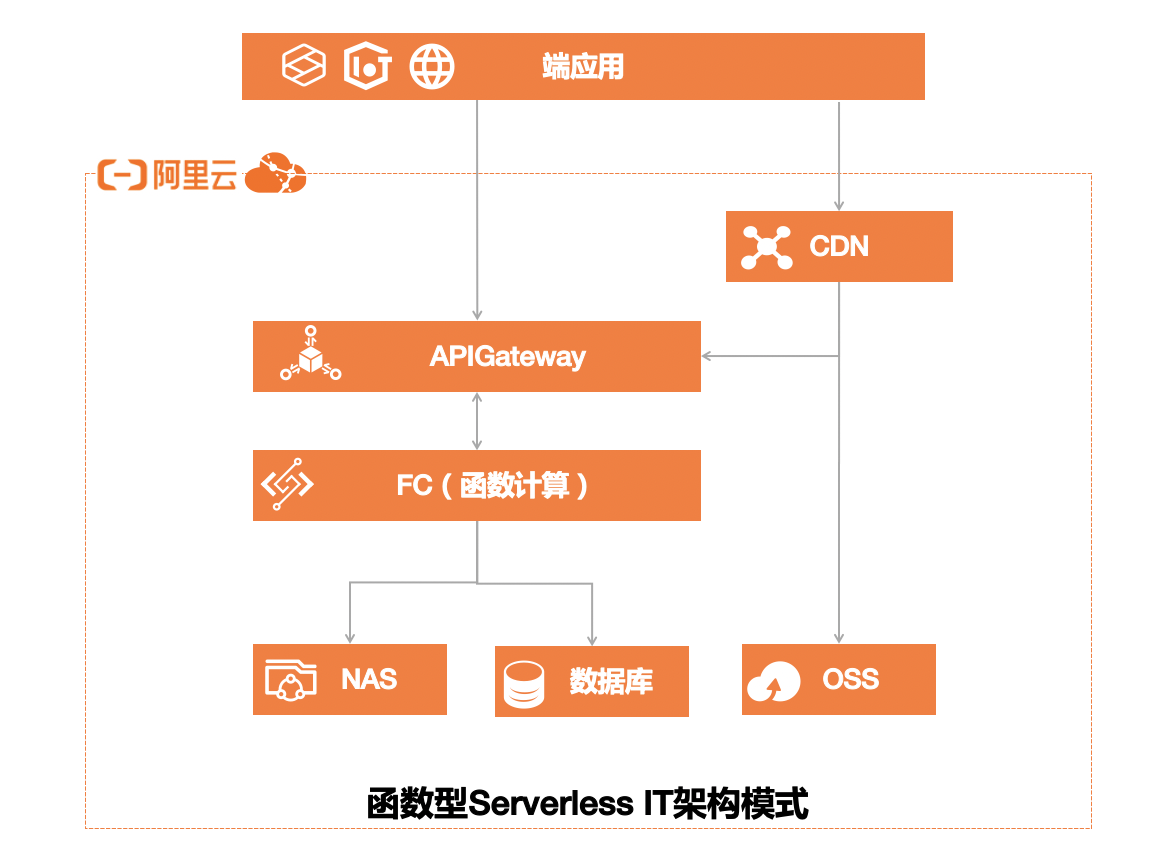 IoT
端应用
阿里云
CDN
APIGateway
FC（函数计算）
NAS
数据库
OSS
函数型Serverless IT架构模式